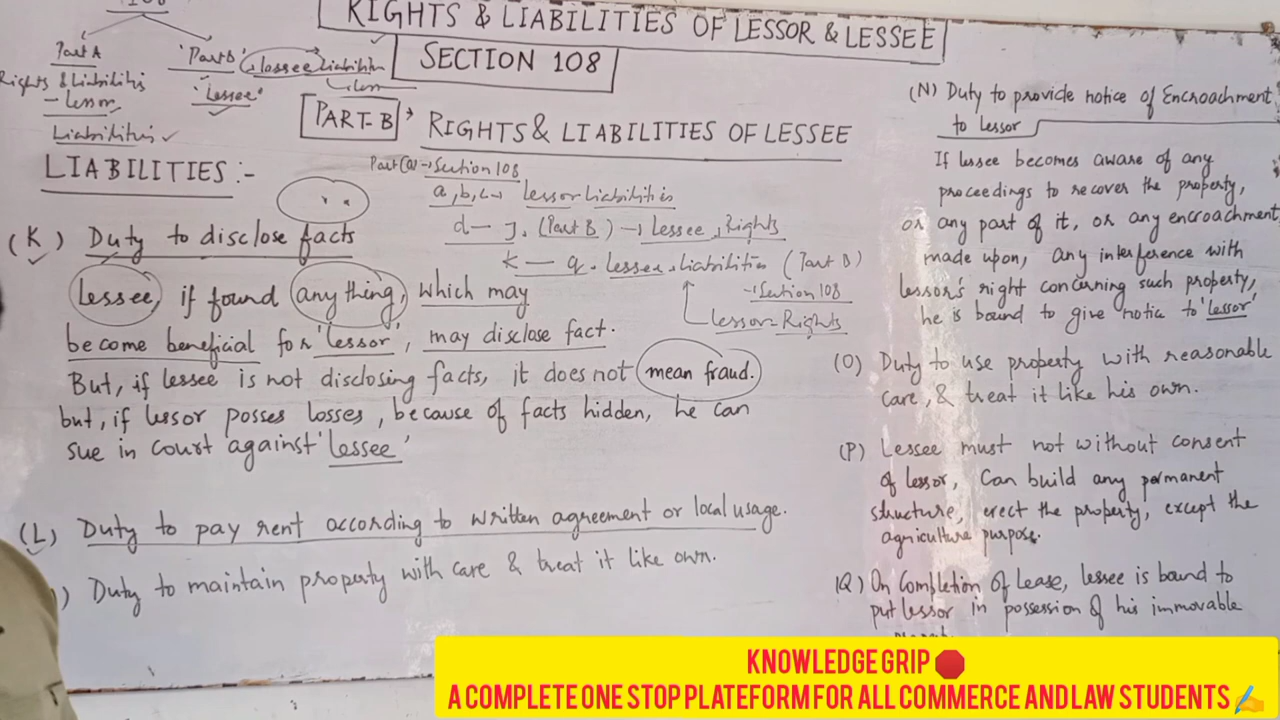 108
RIGHTS & LIABILITIES OF LESSOR & LESSEE
SECTION 108
Part A
Rights & Liabilities
- Lessor
Liabilities
'Part B'
'Lessee'
PART-B
RIGHTS & LIABILITIES OF LESSEE
Section 108
a, b, c → Lessor Liabilities
d — j. (Part B) → Lessee, Rights
k — q. Lessee, Liabilities (Part B)
Section 108
Lessor - Rights
LIABILITIES :-
(K) Duty to disclose facts
Lessee, if found any thing, which may
become beneficial for 'lessor', may disclose fact.
But, if lessee is not disclosing facts, it does not mean fraud.
but, if lessor posses losses, because of facts hidden, he can
sue in court against 'lessee'
(L) Duty to pay rent according to written agreement or local usage.
) Duty to maintain property with care & treat it like own.
(N) Duty to provide notice of Encroachment
to lessor
If lessee becomes aware of any
proceedings to recover the property,
or any part of it, or any encroachment
made upon, any interference with
lessor's right concerning such property,
he is bound to give notice to 'lessor'
(O) Duty to use property with reasonable
care, & treat it like his own.
(P) Lessee must not without consent
of lessor, can build any permanent
structure, erect the property, except the
agriculture purpose.
(Q) On Completion of Lease, lessee is bound to
put lessor in possession of his immovable
KNOWLEDGE GRIP 🛑
A COMPLETE ONE STOP PLATEFORM FOR ALL COMMERCE AND LAW STUDENTS ✍️